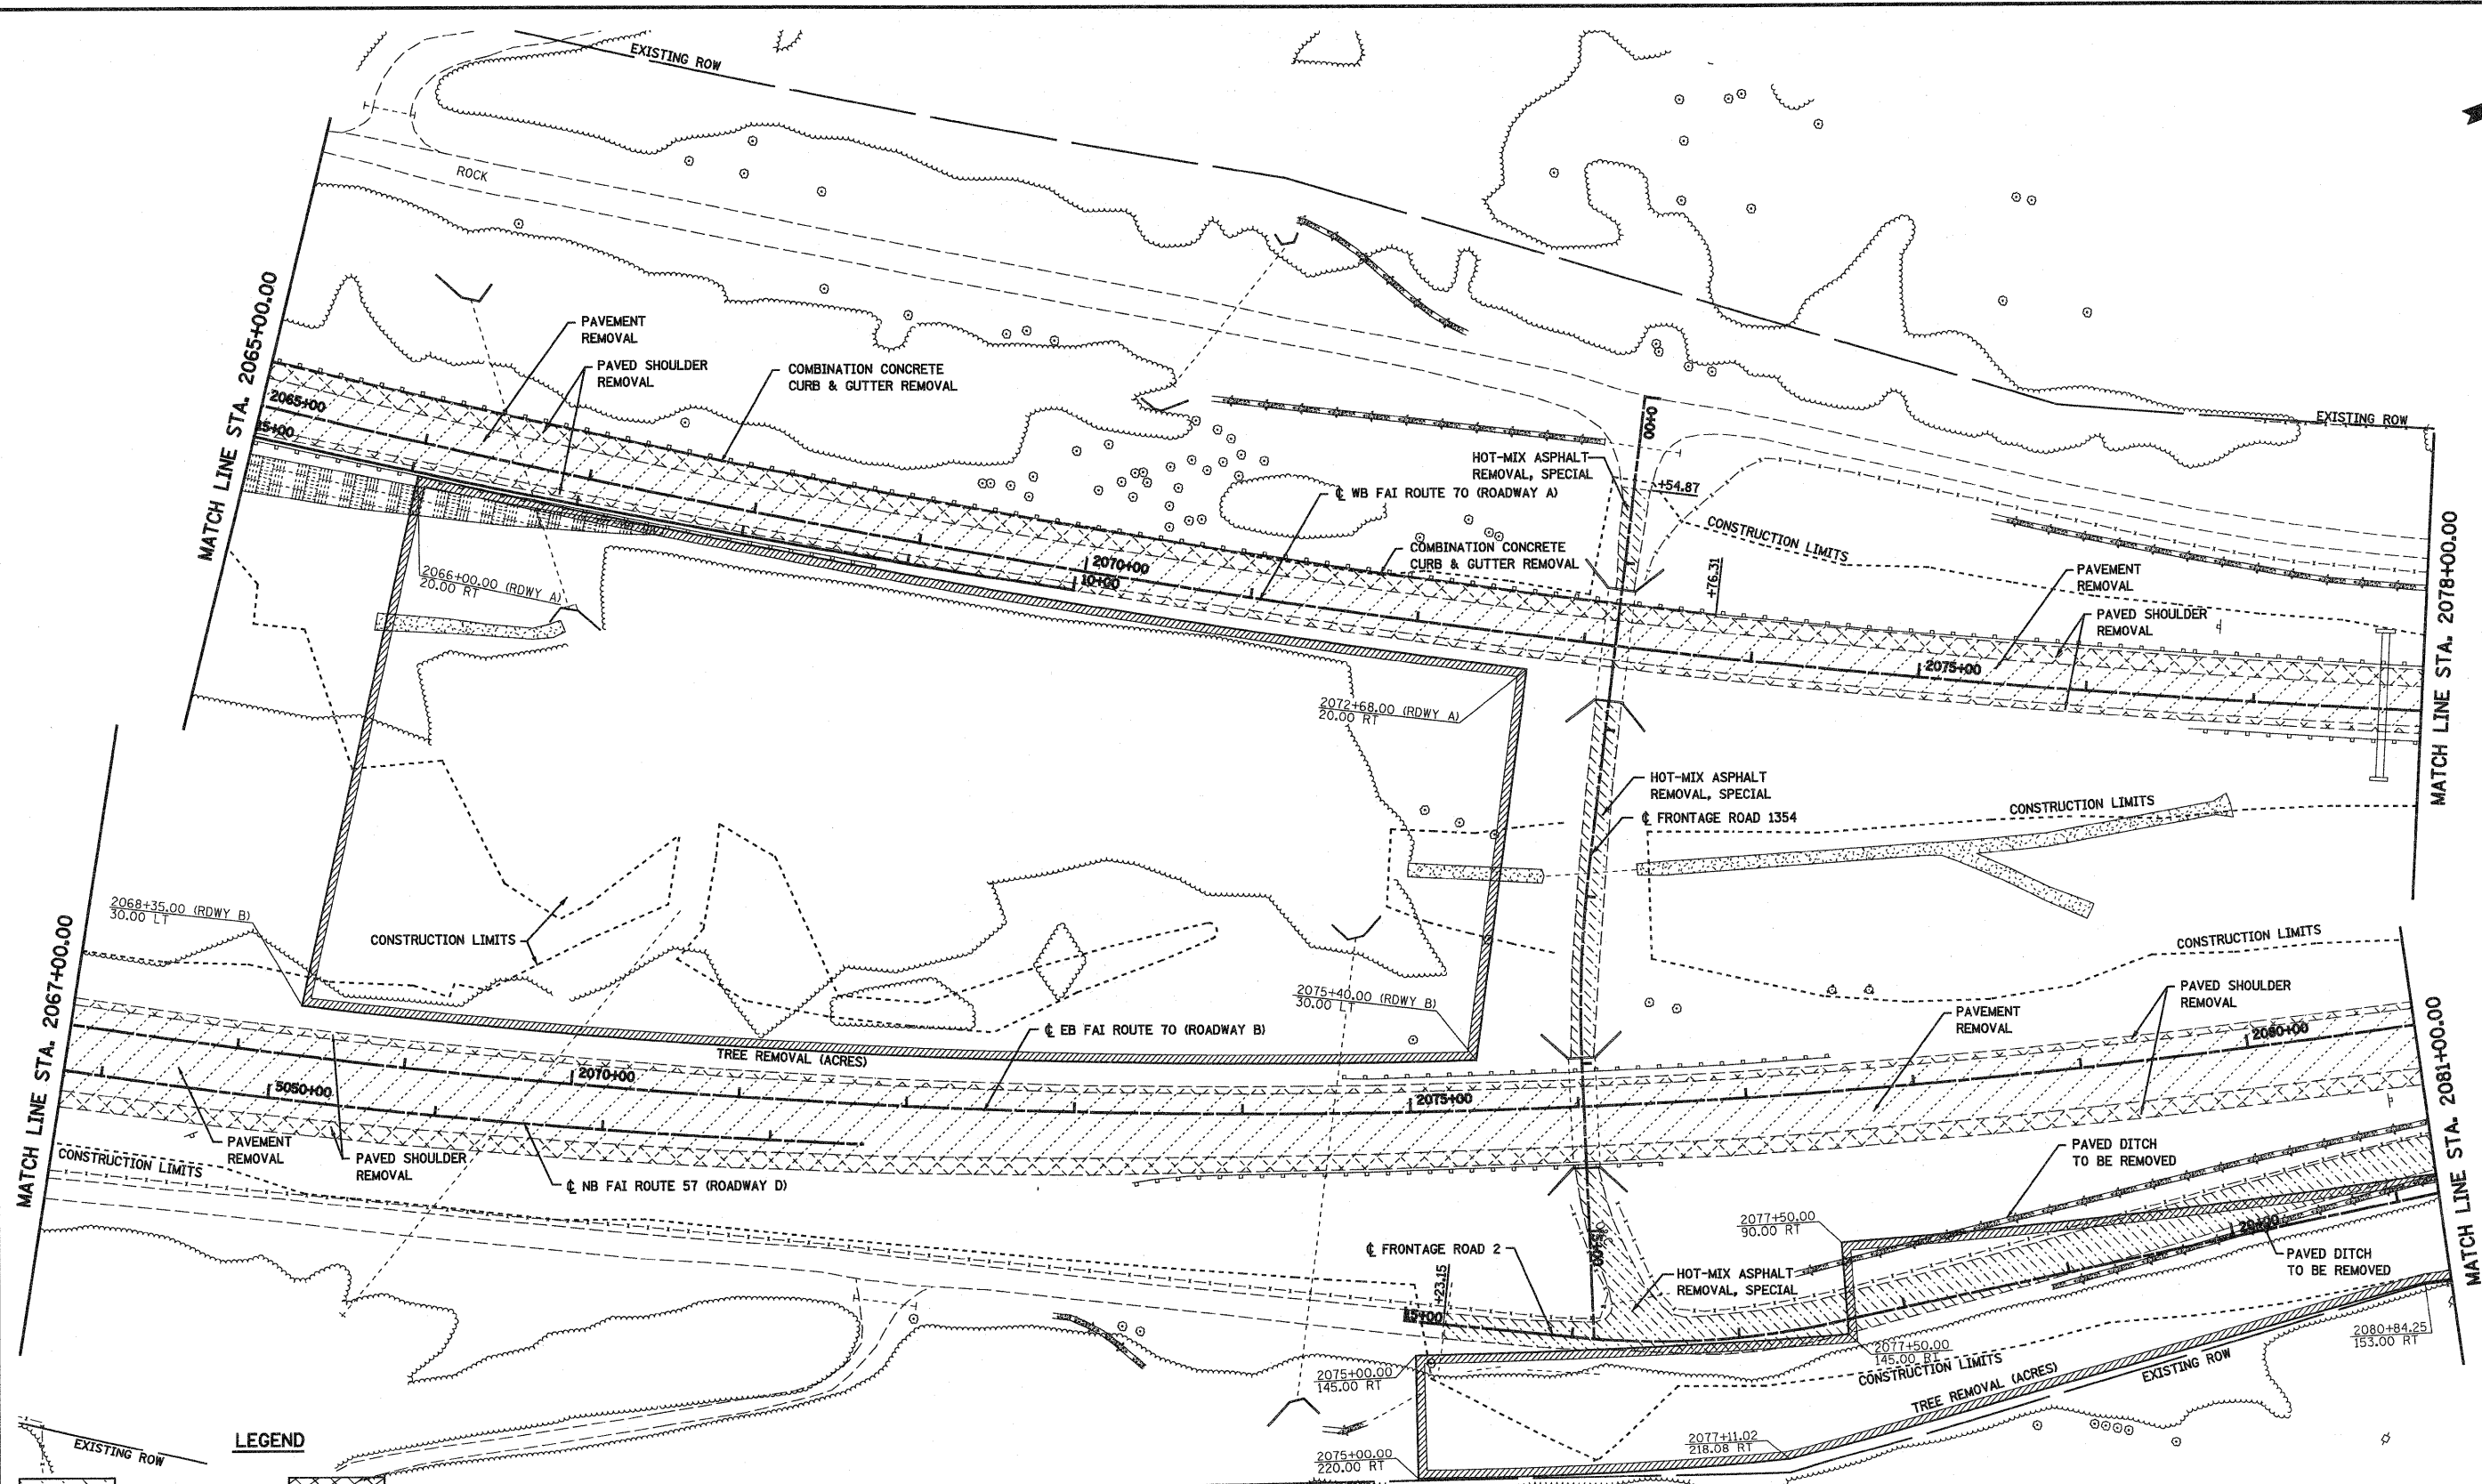 EXISTING ROW
ROCK
MATCH LINE STA. 2065+00.00
PAVEMENT
REMOVAL
PAVED SHOULDER
REMOVAL
COMBINATION CONCRETE
CURB & GUTTER REMOVAL
2065+00
EXISTING ROW
0+00
HOT-MIX ASPHALT
REMOVAL, SPECIAL
+54.87
℄ WB FAI ROUTE 70 (ROADWAY A)
CONSTRUCTION LIMITS
COMBINATION CONCRETE
CURB & GUTTER REMOVAL
2070+00
10+00
+76.31
2066+00.00 (RDWY A)
20.00 RT
PAVEMENT
REMOVAL
PAVED SHOULDER
REMOVAL
2075+00
MATCH LINE STA. 2078+00.00
2072+68.00 (RDWY A)
20.00 RT
HOT-MIX ASPHALT
REMOVAL, SPECIAL
℄ FRONTAGE ROAD 1354
CONSTRUCTION LIMITS
2068+35.00 (RDWY B)
30.00 LT
CONSTRUCTION LIMITS
CONSTRUCTION LIMITS
MATCH LINE STA. 2067+00.00
2075+40.00 (RDWY B)
30.00 LT
PAVED SHOULDER
REMOVAL
PAVEMENT
REMOVAL
℄ EB FAI ROUTE 70 (ROADWAY B)
2080+00
TREE REMOVAL (ACRES)
2070+00
5050+00
2075+00
MATCH LINE STA. 2081+00.00
PAVEMENT
REMOVAL
PAVED SHOULDER
REMOVAL
CONSTRUCTION LIMITS
℄ NB FAI ROUTE 57 (ROADWAY D)
PAVED DITCH
TO BE REMOVED
2077+50.00
90.00 RT
20+00
℄ FRONTAGE ROAD 2
PAVED DITCH
TO BE REMOVED
HOT-MIX ASPHALT
REMOVAL, SPECIAL
+23.15
15+00
2080+84.25
153.00 RT
2077+50.00
145.00 RT
CONSTRUCTION LIMITS
2075+00.00
145.00 RT
TREE REMOVAL (ACRES)
EXISTING ROW
2077+11.02
218.08 RT
2075+00.00
220.00 RT
LEGEND
EXISTING ROW